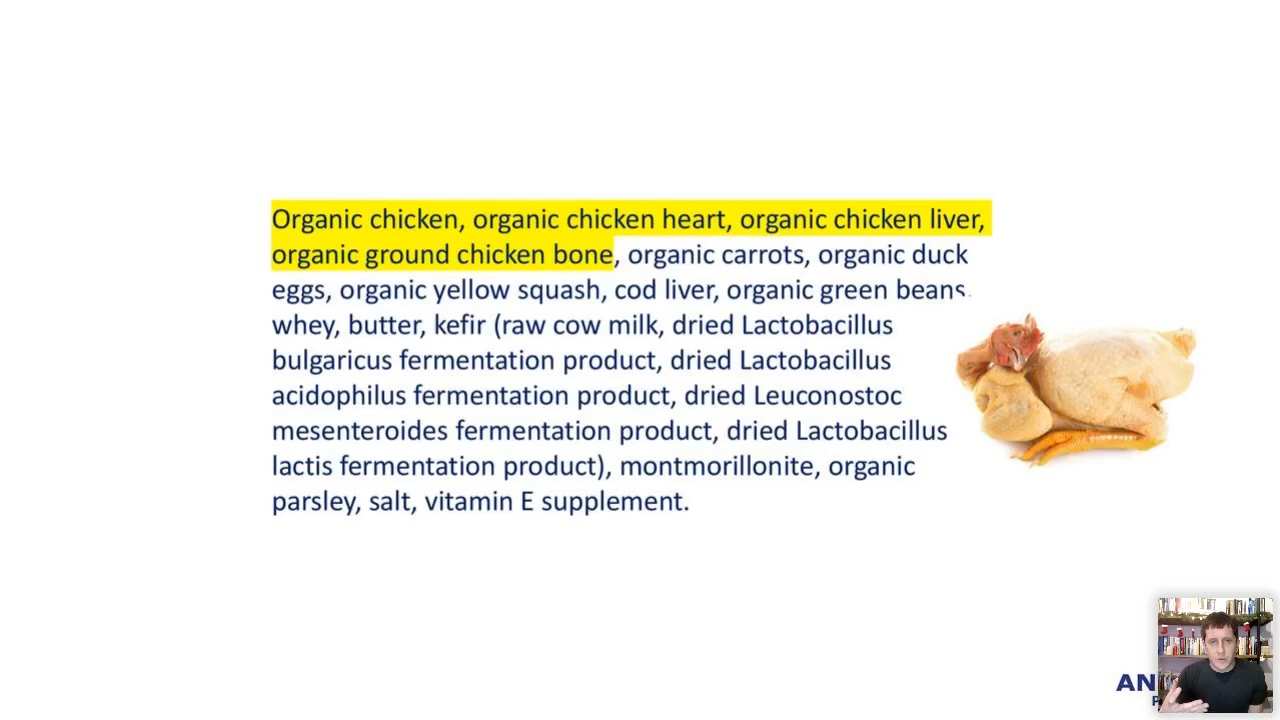 Organic chicken, organic chicken heart, organic chicken liver,
organic ground chicken bone, organic carrots, organic duck
eggs, organic yellow squash, cod liver, organic green beans,
whey, butter, kefir (raw cow milk, dried Lactobacillus
bulgaricus fermentation product, dried Lactobacillus
acidophilus fermentation product, dried Leuconostoc
mesenteroides fermentation product, dried Lactobacillus
lactis fermentation product), montmorillonite, organic
parsley, salt, vitamin E supplement.
AN